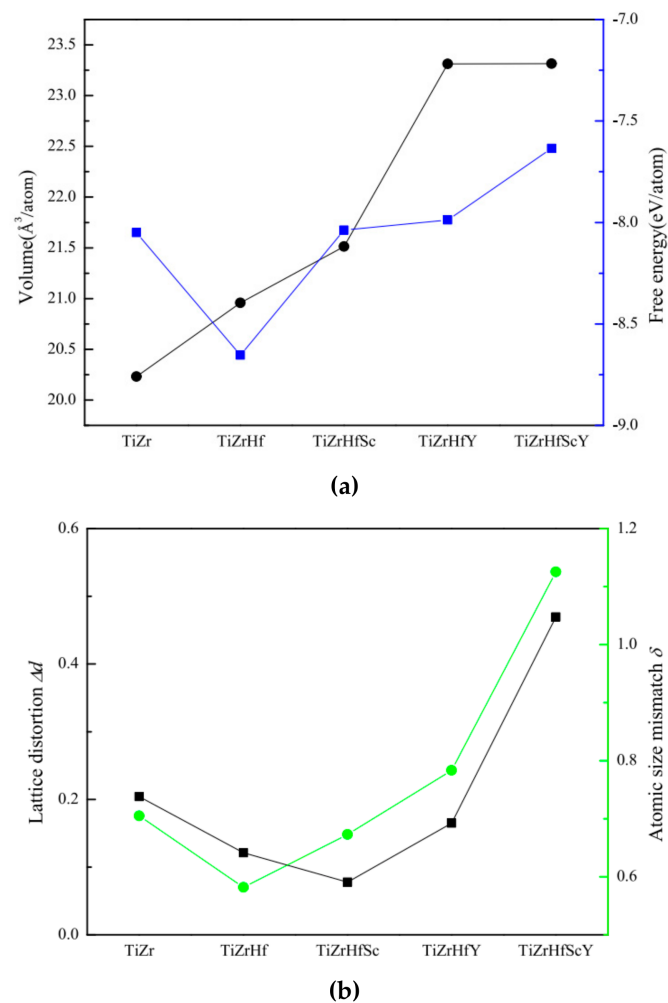 23.5
23.0
22.5
22.0
21.5
21.0
20.5
20.0
Volume(Å³/atom)
-7.0
-7.5
-8.0
-8.5
-9.0
Free energy(eV/atom)
TiZr TiZrHf TiZrHfSc TiZrHfY TiZrHfScY
(a)
0.6
0.4
0.2
0.0
Lattice distortion Δd
1.2
1.0
0.8
0.6
Atomic size mismatch δ
TiZr TiZrHf TiZrHfSc TiZrHfY TiZrHfScY
(b)